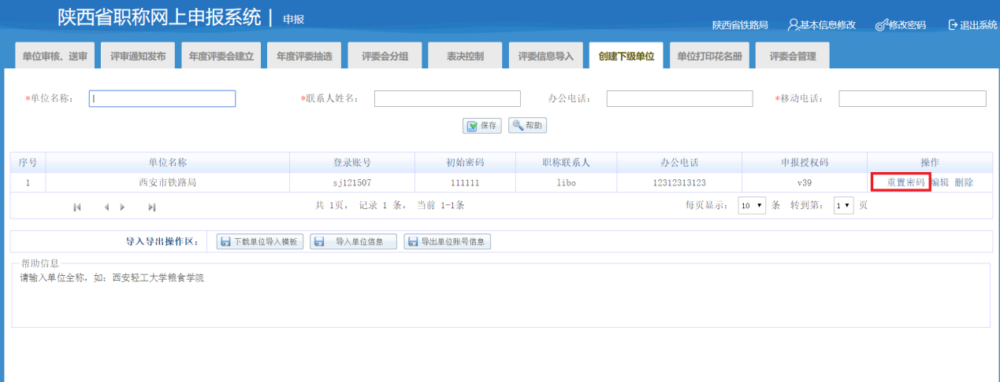 陕西省职称网上申报系统| 申报
陕西省铁路局 基本信息修改 修改密码 退出系统
单位审核、送审 评审通知发布 年度评委会建立 年度评委抽选 评委会分组 表决控制 评委信息导入 创建下级单位 单位打印花名册 评委会管理
*单位名称： *联系人姓名： 办公电话： *移动电话：
保存 帮助
序号 单位名称 登录账号 初始密码 职称联系人 办公电话 申报授权码 操作
1 西安市铁路局 sj121507 111111 libo 12312313123 v39 重置密码 编辑 删除
共 1页， 记录 1 条， 当前 1-1条 每页显示： 10 条 转到第： 1 页
导入导出操作区： 下载单位导入模板 导入单位信息 导出单位账号信息
帮助信息
请输入单位全称，如：西安轻工大学粮食学院